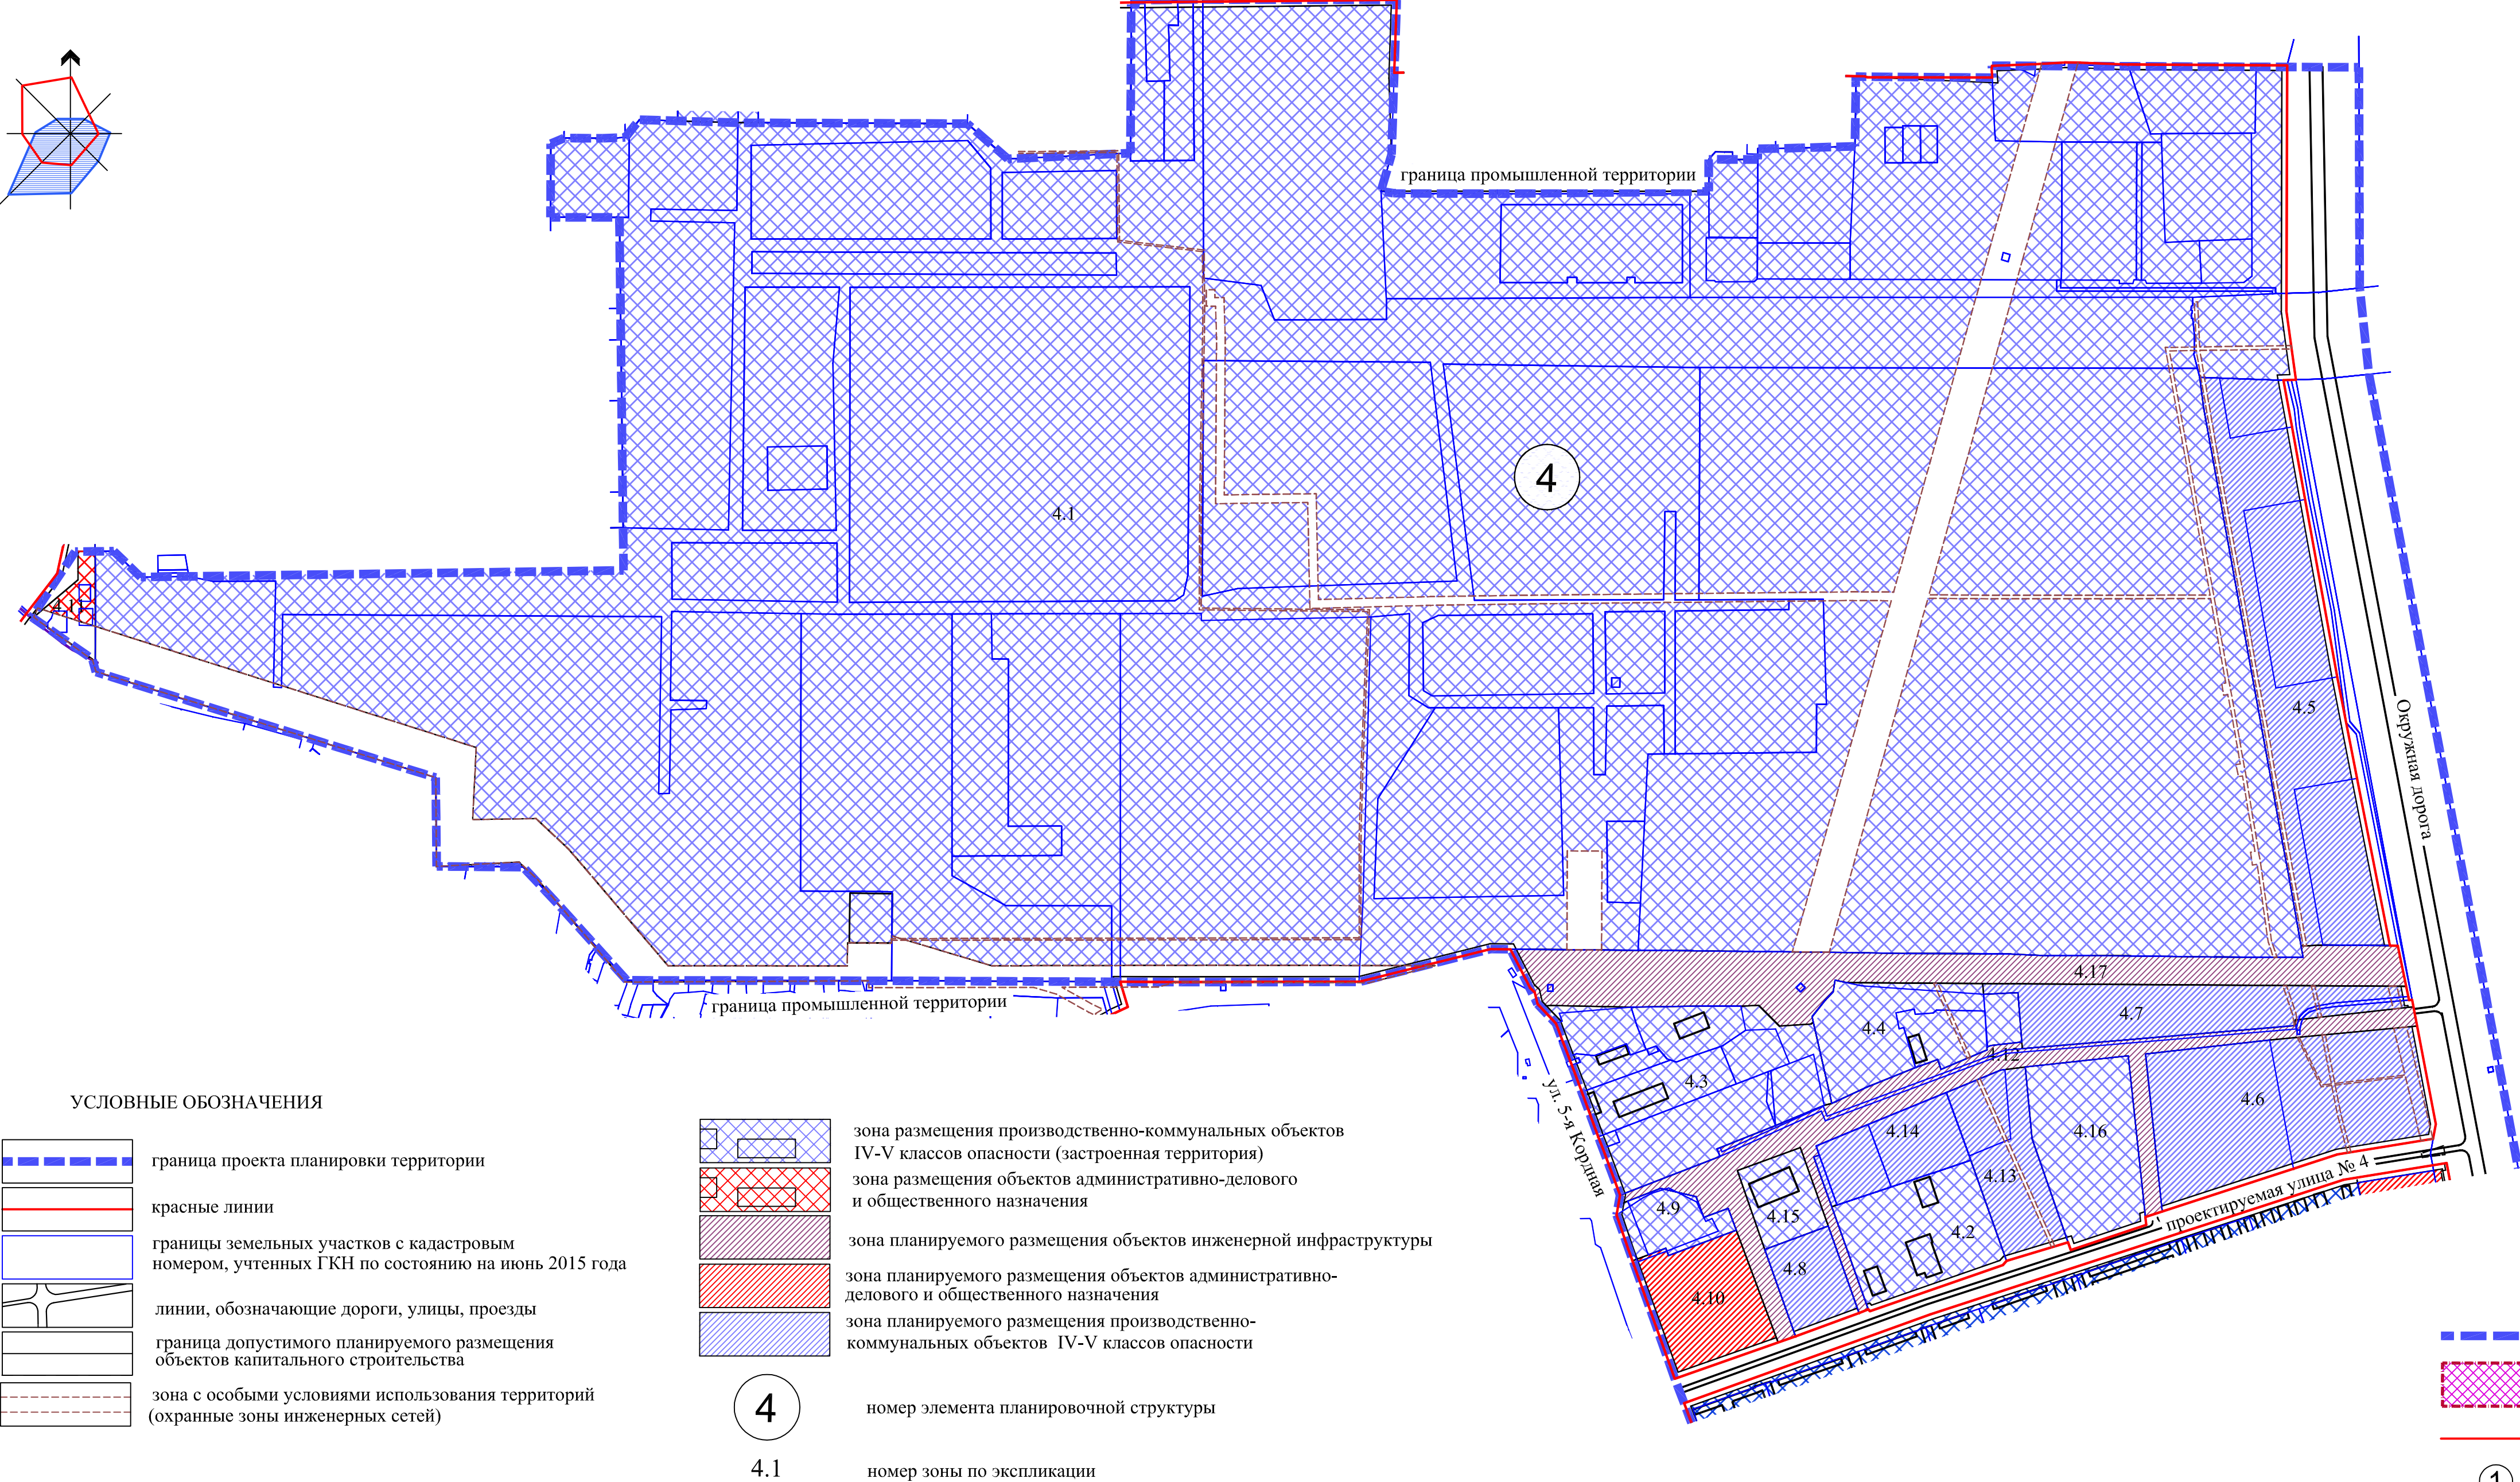 граница промышленной территории
4
4.1
4.11
4.5
Окружная дорога
4.17
граница промышленной территории
4.7
4.4
4.12
4.3
4.6
ул. 5-я Кордная
4.14
4.16
4.13
4.9
4.15
4.2
проектируемая улица № 4
4.8
4.10
УСЛОВНЫЕ ОБОЗНАЧЕНИЯ
граница проекта планировки территории
красные линии
границы земельных участков с кадастровым
номером, учтенных ГКН по состоянию на июнь 2015 года
линии, обозначающие дороги, улицы, проезды
граница допустимого планируемого размещения
объектов капитального строительства
зона с особыми условиями использования территорий
(охранные зоны инженерных сетей)
зона размещения производственно-коммунальных объектов
IV-V классов опасности (застроенная территория)
зона размещения объектов административно-делового
и общественного назначения
зона планируемого размещения объектов инженерной инфраструктуры
зона планируемого размещения объектов административно-
делового и общественного назначения
зона планируемого размещения производственно-
коммунальных объектов IV-V классов опасности
4
номер элемента планировочной структуры
4.1
номер зоны по экспликации